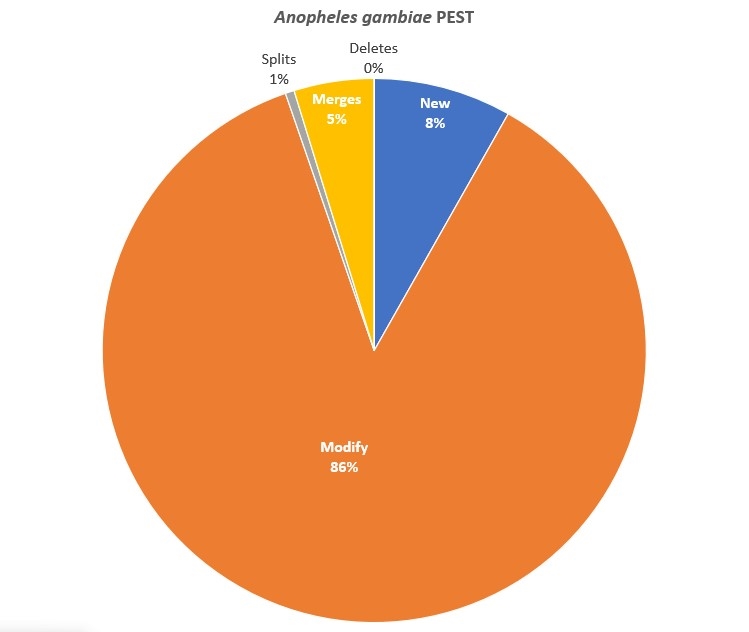 Anopheles gambiae PEST
Deletes
0%
Splits
1%
Merges
5%
New
8%
Modify
86%